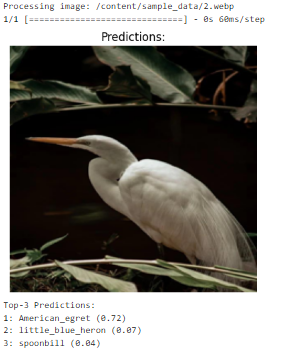 Processing image: /content/sample_data/2.webp
1/1 [==============================] - 0s 60ms/step
Predictions:
Top-3 Predictions:
1: American_egret (0.72)
2: little_blue_heron (0.07)
3: spoonbill (0.04)